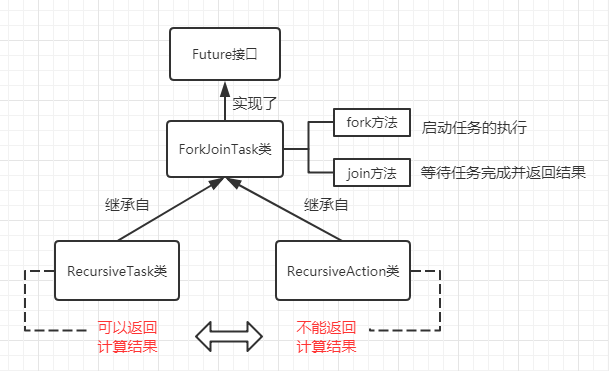 Future接口
实现了
ForkJoinTask类
fork方法
启动任务的执行
join方法
等待任务完成并返回结果
继承自
继承自
RecursiveTask类
RecursiveAction类
可以返回
计算结果
不能返回
计算结果